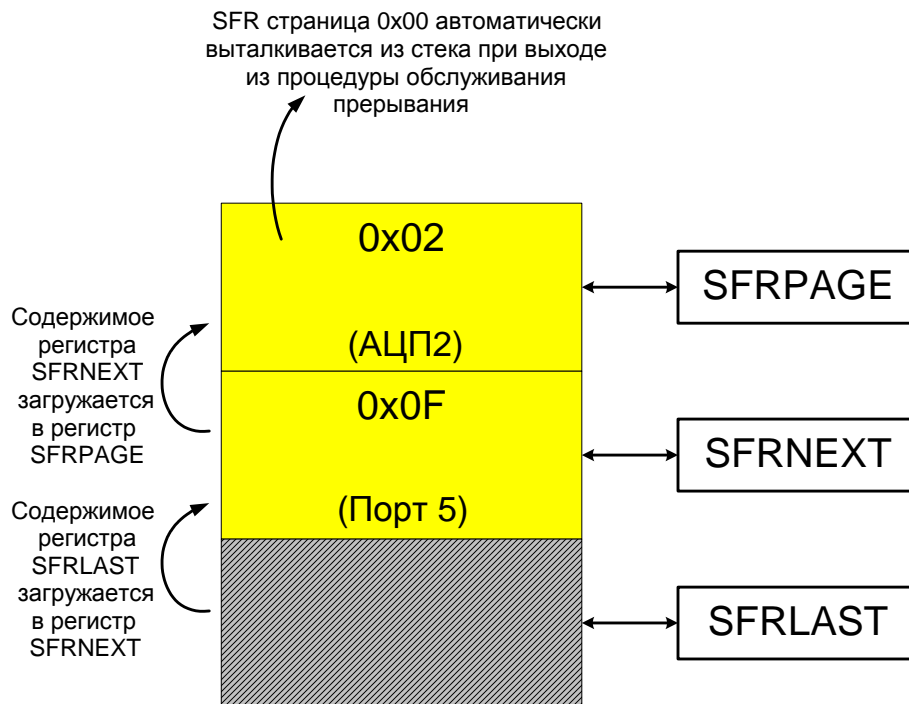 SFR страница 0x00 автоматически
выталкивается из стека при выходе
из процедуры обслуживания
прерывания
0x02
(АЦП2)
SFRPAGE
Содержимое
регистра
SFRNEXT
загружается
в регистр
SFRPAGE
0x0F
(Порт 5)
SFRNEXT
Содержимое
регистра
SFRLAST
загружается
в регистр
SFRNEXT
SFRLAST